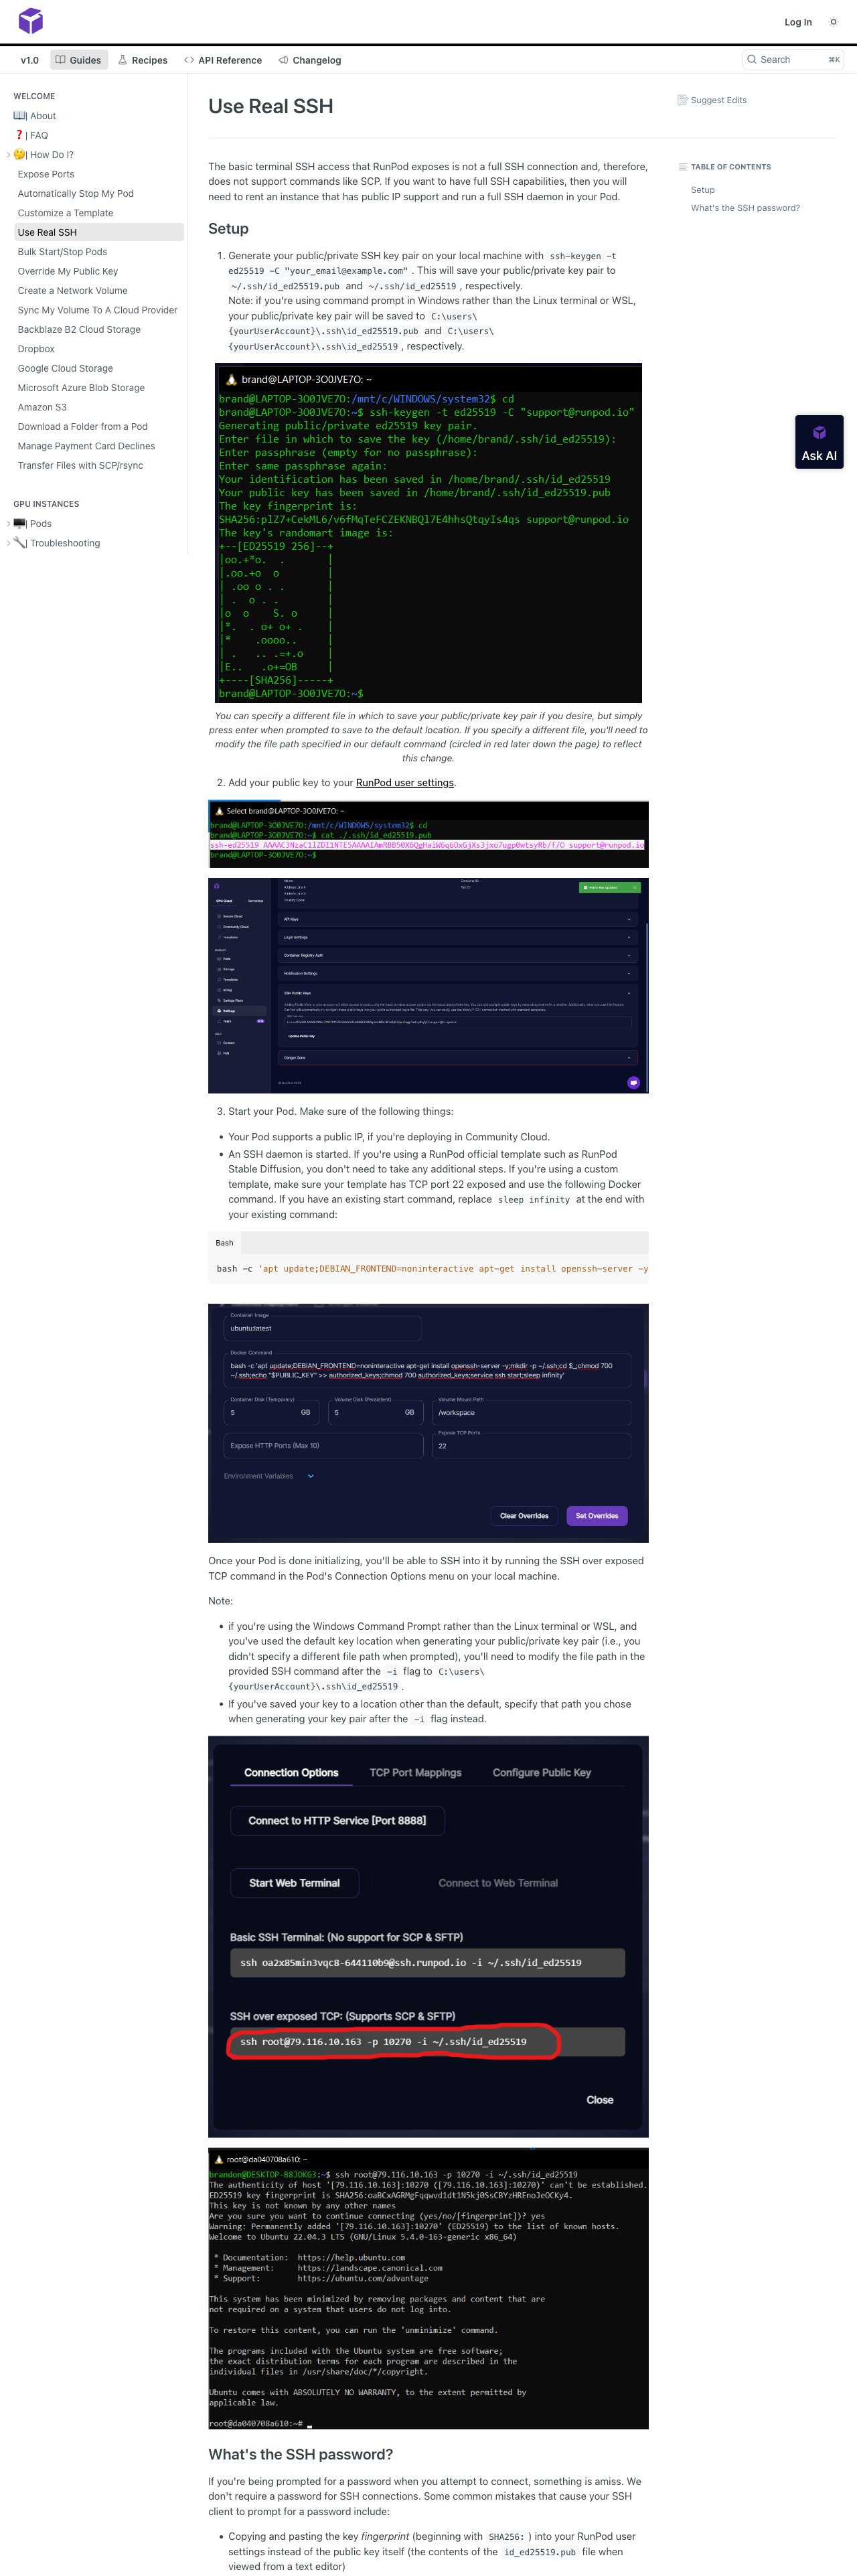 Log In
v1.0
Guides
Recipes
API Reference
Changelog
Search
⌘K
WELCOME
📖| About
❓| FAQ
🤔| How Do I?
Expose Ports
Automatically Stop My Pod
Customize a Template
Use Real SSH
Bulk Start/Stop Pods
Override My Public Key
Create a Network Volume
Sync My Volume To A Cloud Provider
Backblaze B2 Cloud Storage
Dropbox
Google Cloud Storage
Microsoft Azure Blob Storage
Amazon S3
Download a Folder from a Pod
Manage Payment Card Declines
Transfer Files with SCP/rsync
GPU INSTANCES
| Pods
🔧| Troubleshooting
Use Real SSH
Suggest Edits
TABLE OF CONTENTS
Setup
What's the SSH password?
Ask AI
The basic terminal SSH access that RunPod exposes is not a full SSH connection and, therefore,
does not support commands like SCP. If you want to have full SSH capabilities, then you will
need to rent an instance that has public IP support and run a full SSH daemon in your Pod.
Setup
1. Generate your public/private SSH key pair on your local machine with ssh-keygen -t
ed25519 -C "your_email@example.com" . This will save your public/private key pair to
~/.ssh/id_ed25519.pub and ~/.ssh/id_ed25519 , respectively.
Note: if you're using command prompt in Windows rather than the Linux terminal or WSL,
your public/private key pair will be saved to C:\users\
{yourUserAccount}\.ssh\id_ed25519.pub and C:\users\
{yourUserAccount}\.ssh\id_ed25519 , respectively.
brand@LAPTOP-3O0JVE7O: ~
brand@LAPTOP-3O0JVE7O:/mnt/c/WINDOWS/system32$ cd
brand@LAPTOP-3O0JVE7O:~$ ssh-keygen -t ed25519 -C "support@runpod.io"
Generating public/private ed25519 key pair.
Enter file in which to save the key (/home/brand/.ssh/id_ed25519):
Enter passphrase (empty for no passphrase):
Enter same passphrase again:
Your identification has been saved in /home/brand/.ssh/id_ed25519
Your public key has been saved in /home/brand/.ssh/id_ed25519.pub
The key fingerprint is:
SHA256:plZ7+CekML6/v6fMqTeFCZEKNBQl7E4hhsQtqyIs4qs support@runpod.io
The key's randomart image is:
+--[ED25519 256]--+
|oo.+*o. . |
|.oo.+o o |
| .oo o . . |
| . o . . |
|o o S. o |
|*. . o+ o+ . |
|* .oooo.. |
| . .. .=+.o |
|E.. .o+=OB |
+----[SHA256]-----+
brand@LAPTOP-3O0JVE7O:~$
You can specify a different file in which to save your public/private key pair if you desire, but simply
press enter when prompted to save to the default location. If you specify a different file, you'll need to
modify the file path specified in our default command (circled in red later down the page) to reflect
this change.
2. Add your public key to your RunPod user settings.
Select brand@LAPTOP-3O0JVE7O: ~
brand@LAPTOP-3O0JVE7O:/mnt/c/WINDOWS/system32$ cd
brand@LAPTOP-3O0JVE7O:~$ cat ./.ssh/id_ed25519.pub
ssh-ed25519 AAAAC3NzaC1lZDI1NTE5AAAAIAmRBB50X6QgHaiW6q6OxGjXs3jxo7ugp0wtsyRb/f/O support@runpod.io
brand@LAPTOP-3O0JVE7O:~$
GPU Cloud
Serverless
Secure Cloud
Community Cloud
Templates
Pods
Storage
Templates
Billing
Savings Plans
Settings
Team
Contact
FAQ
API Keys
Login Settings
Container Registry Auth
Notification Settings
SSH Public Keys
Update Public Key
Danger Zone
3. Start your Pod. Make sure of the following things:
• Your Pod supports a public IP, if you're deploying in Community Cloud.
• An SSH daemon is started. If you're using a RunPod official template such as RunPod
Stable Diffusion, you don't need to take any additional steps. If you're using a custom
template, make sure your template has TCP port 22 exposed and use the following Docker
command. If you have an existing start command, replace sleep infinity at the end with
your existing command:
Bash
bash -c 'apt update;DEBIAN_FRONTEND=noninteractive apt-get install openssh-server -y
Container Image
ubuntu:latest
Docker Command
bash -c 'apt update;DEBIAN_FRONTEND=noninteractive apt-get install openssh-server -y;mkdir -p ~/.ssh;cd $_;chmod 700
~/.ssh;echo "$PUBLIC_KEY" >> authorized_keys;chmod 700 authorized_keys;service ssh start;sleep infinity'
Container Disk (Temporary)
5 GB
Volume Disk (Persistent)
5 GB
Volume Mount Path
/workspace
Expose HTTP Ports (Max 10)
Expose TCP Ports
22
Environment Variables
Clear Overrides
Set Overrides
Once your Pod is done initializing, you'll be able to SSH into it by running the SSH over exposed
TCP command in the Pod's Connection Options menu on your local machine.
Note:
• if you're using the Windows Command Prompt rather than the Linux terminal or WSL, and
you've used the default key location when generating your public/private key pair (i.e., you
didn't specify a different file path when prompted), you'll need to modify the file path in the
provided SSH command after the -i flag to C:\users\
{yourUserAccount}\.ssh\id_ed25519 .
• If you've saved your key to a location other than the default, specify that path you chose
when generating your key pair after the -i flag instead.
Connection Options
TCP Port Mappings
Configure Public Key
Connect to HTTP Service [Port 8888]
Start Web Terminal
Connect to Web Terminal
Basic SSH Terminal: (No support for SCP & SFTP)
ssh oa2x85min3vqc8-644110b9@ssh.runpod.io -i ~/.ssh/id_ed25519
SSH over exposed TCP: (Supports SCP & SFTP)
ssh root@79.116.10.163 -p 10270 -i ~/.ssh/id_ed25519
Close
root@da040708a610: ~
brandon@DESKTOP-B8JOKG3:~$ ssh root@79.116.10.163 -p 10270 -i ~/.ssh/id_ed25519
The authenticity of host '[79.116.10.163]:10270 ([79.116.10.163]:10270)' can't be established.
ED25519 key fingerprint is SHA256:oaBCxAGRMgFqqwvd1dt1N5kj0SsCBYzHREnoJeOCKy4.
This key is not known by any other names
Are you sure you want to continue connecting (yes/no/[fingerprint])? yes
Warning: Permanently added '[79.116.10.163]:10270' (ED25519) to the list of known hosts.
Welcome to Ubuntu 22.04.3 LTS (GNU/Linux 5.4.0-163-generic x86_64)
* Documentation: https://help.ubuntu.com
* Management: https://landscape.canonical.com
* Support: https://ubuntu.com/advantage
This system has been minimized by removing packages and content that are
not required on a system that users do not log into.
To restore this content, you can run the 'unminimize' command.
The programs included with the Ubuntu system are free software;
the exact distribution terms for each program are described in the
individual files in /usr/share/doc/*/copyright.
Ubuntu comes with ABSOLUTELY NO WARRANTY, to the extent permitted by
applicable law.
root@da040708a610:~#
What's the SSH password?
If you're being prompted for a password when you attempt to connect, something is amiss. We
don't require a password for SSH connections. Some common mistakes that cause your SSH
client to prompt for a password include:
• Copying and pasting the key fingerprint (beginning with SHA256: ) into your RunPod user
settings instead of the public key itself (the contents of the id_ed25519.pub file when
viewed from a text editor)